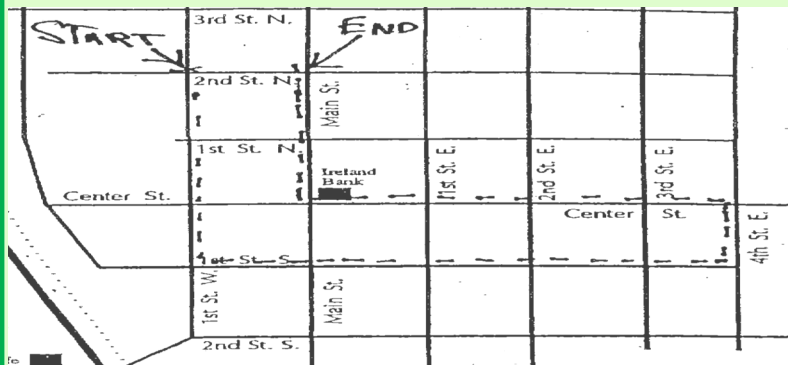 3rd St. N.
START
END
2nd St. N.
Main St.
1st St. N.
Ireland
Bank
1st St. E.
2nd St. E.
3rd St. E.
Center St.
Center St.
4th St. E.
1st St. S.
1st St. W.
Main St.
2nd St. S.